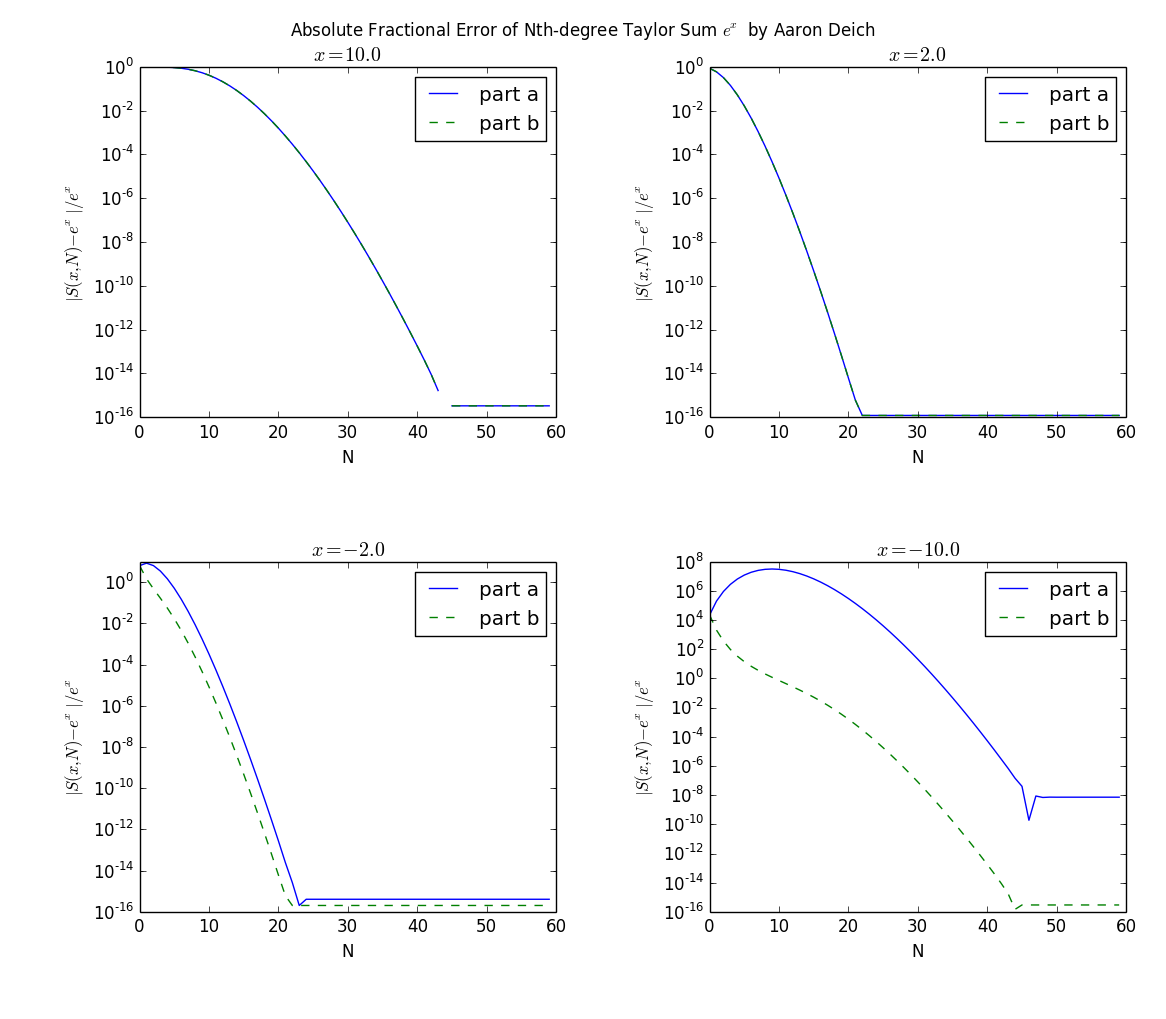 Absolute Fractional Error of Nth-degree Taylor Sum e^x by Aaron Deich
x=10.0
10^0
10^-2
10^-4
10^-6
10^-8
10^-10
10^-12
10^-14
10^-16
|S(x,N)−e^x |/e^x
0 10 20 30 40 50 60
N
part a
part b
x=2.0
10^0
10^-2
10^-4
10^-6
10^-8
10^-10
10^-12
10^-14
10^-16
|S(x,N)−e^x |/e^x
0 10 20 30 40 50 60
N
part a
part b
x=−2.0
10^0
10^-2
10^-4
10^-6
10^-8
10^-10
10^-12
10^-14
10^-16
|S(x,N)−e^x |/e^x
0 10 20 30 40 50 60
N
part a
part b
x=−10.0
10^8
10^6
10^4
10^2
10^0
10^-2
10^-4
10^-6
10^-8
10^-10
10^-12
10^-14
10^-16
|S(x,N)−e^x |/e^x
0 10 20 30 40 50 60
N
part a
part b